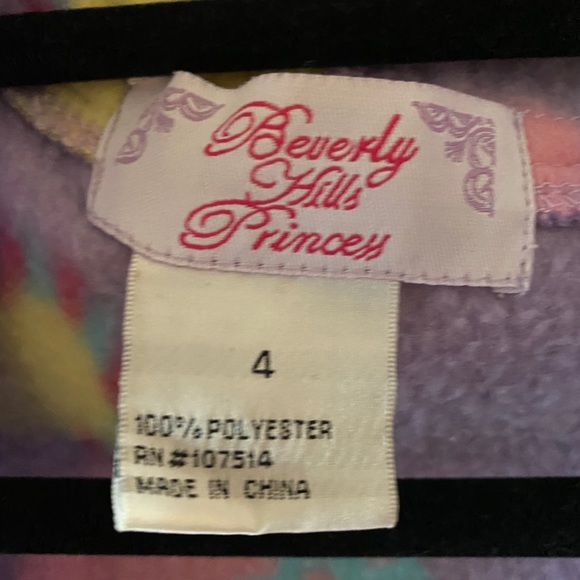 Beverly
Hills
Princess
4
100% POLYESTER
RN #107514
MADE IN CHINA